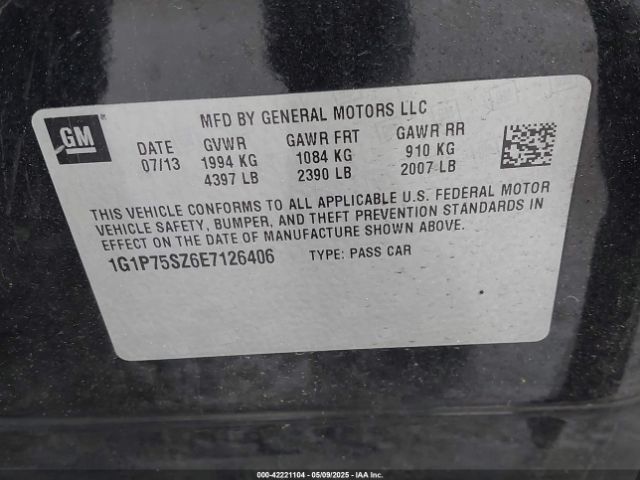 GM
MFD BY GENERAL MOTORS LLC
DATE GVWR GAWR FRT GAWR RR
07/13 1994 KG 1084 KG 910 KG
4397 LB 2390 LB 2007 LB
THIS VEHICLE CONFORMS TO ALL APPLICABLE U.S. FEDERAL MOTOR
VEHICLE SAFETY, BUMPER, AND THEFT PREVENTION STANDARDS IN
EFFECT ON THE DATE OF MANUFACTURE SHOWN ABOVE.
1G1P75SZ6E7126406 TYPE: PASS CAR
000-42221104 - 05/09/2025 - IAA Inc.